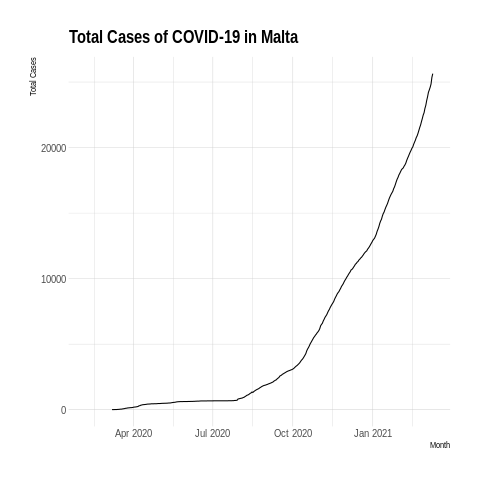 Total Cases of COVID-19 in Malta
Total Cases
20000
10000
0
Apr 2020 Jul 2020 Oct 2020 Jan 2021
Month